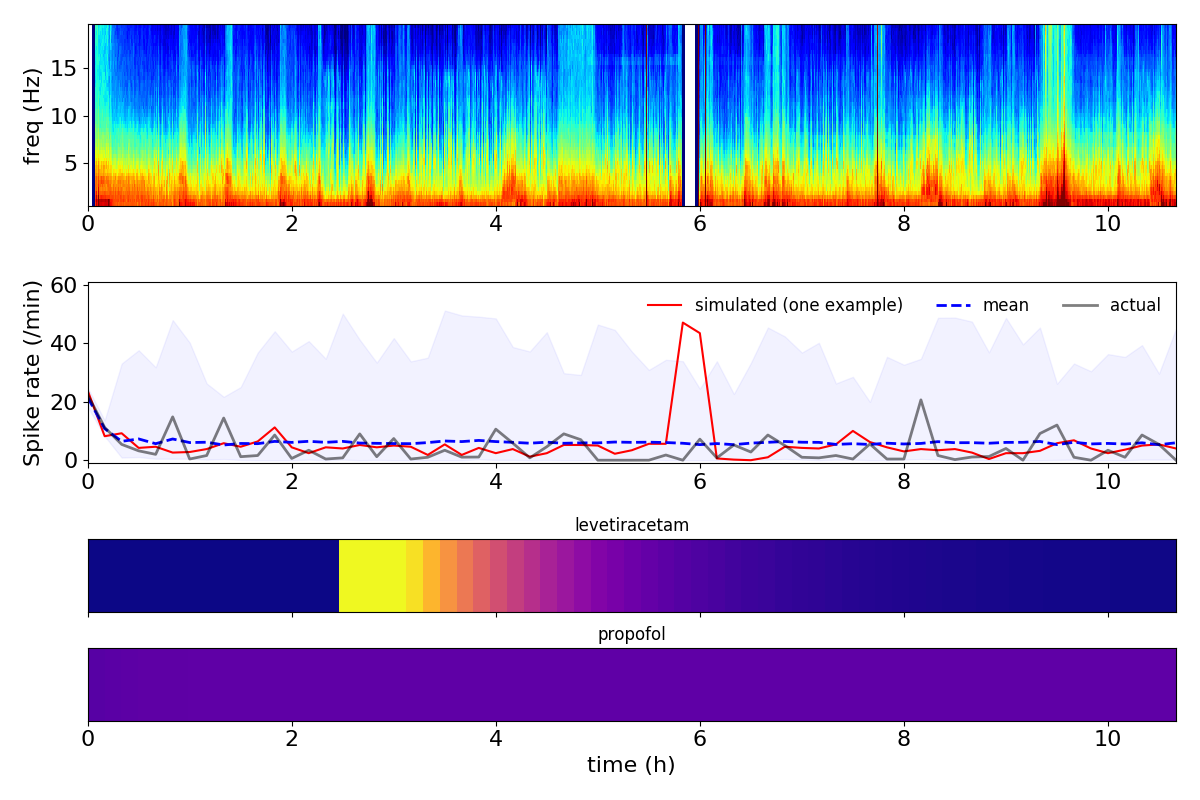 freq (Hz)
15
10
5
0 2 4 6 8 10
Spike rate (/min)
60
40
20
0
simulated (one example) mean actual
0 2 4 6 8 10
levetiracetam
propofol
0 2 4 6 8 10
time (h)